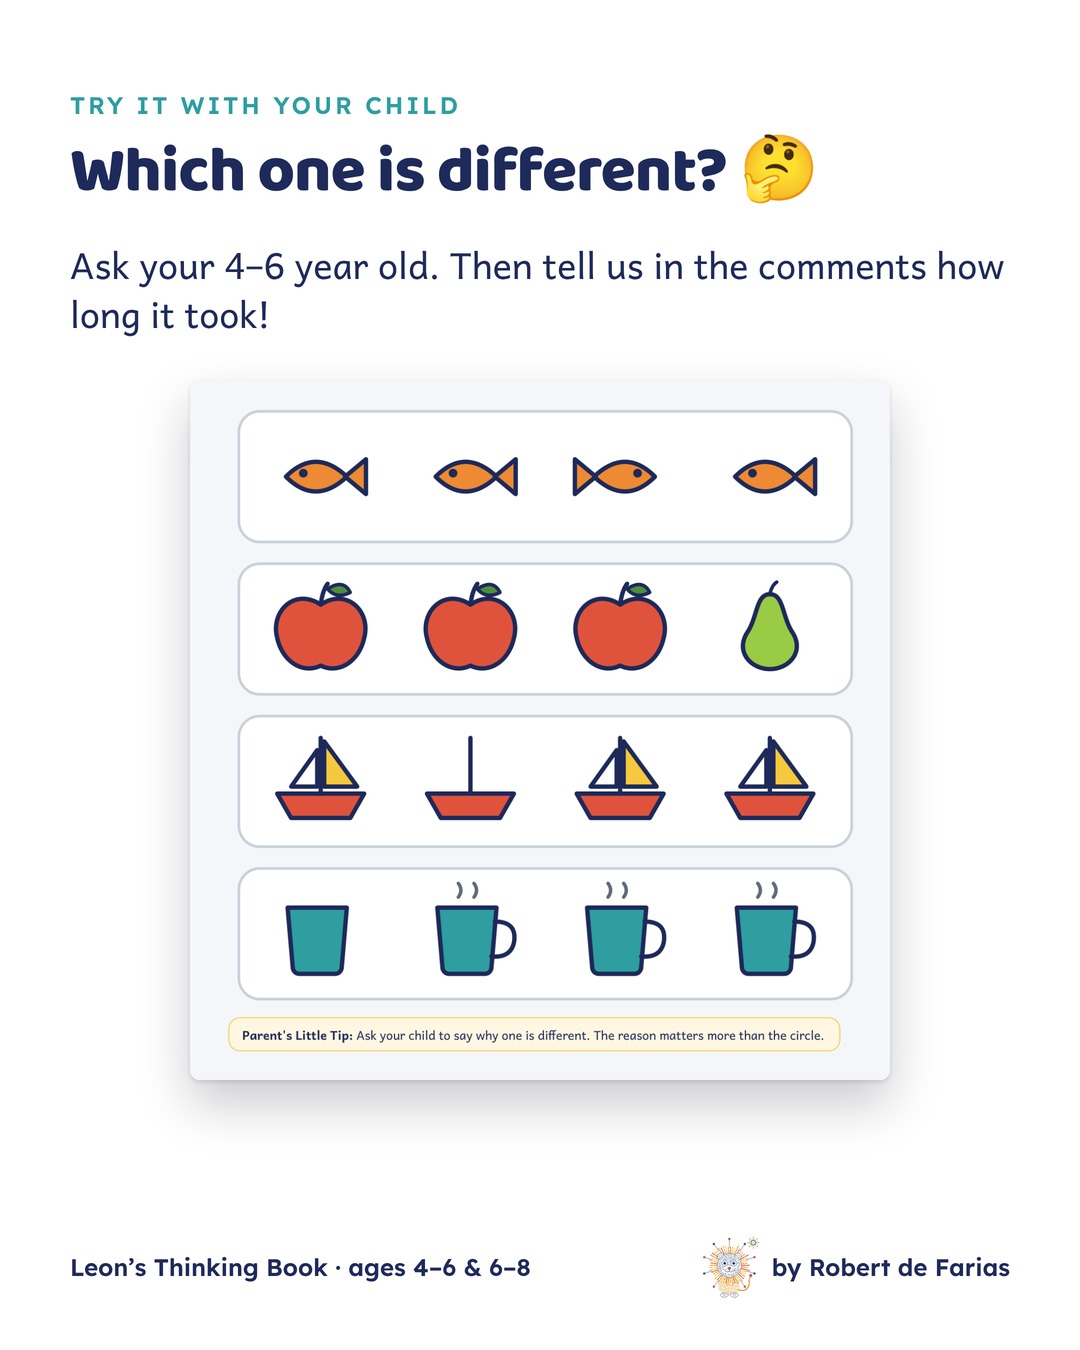 TRY IT WITH YOUR CHILD
Which one is different? 🤔
Ask your 4–6 year old. Then tell us in the comments how
long it took!
Parent's Little Tip: Ask your child to say why one is different. The reason matters more than the circle.
Leon’s Thinking Book · ages 4–6 & 6–8
by Robert de Farias